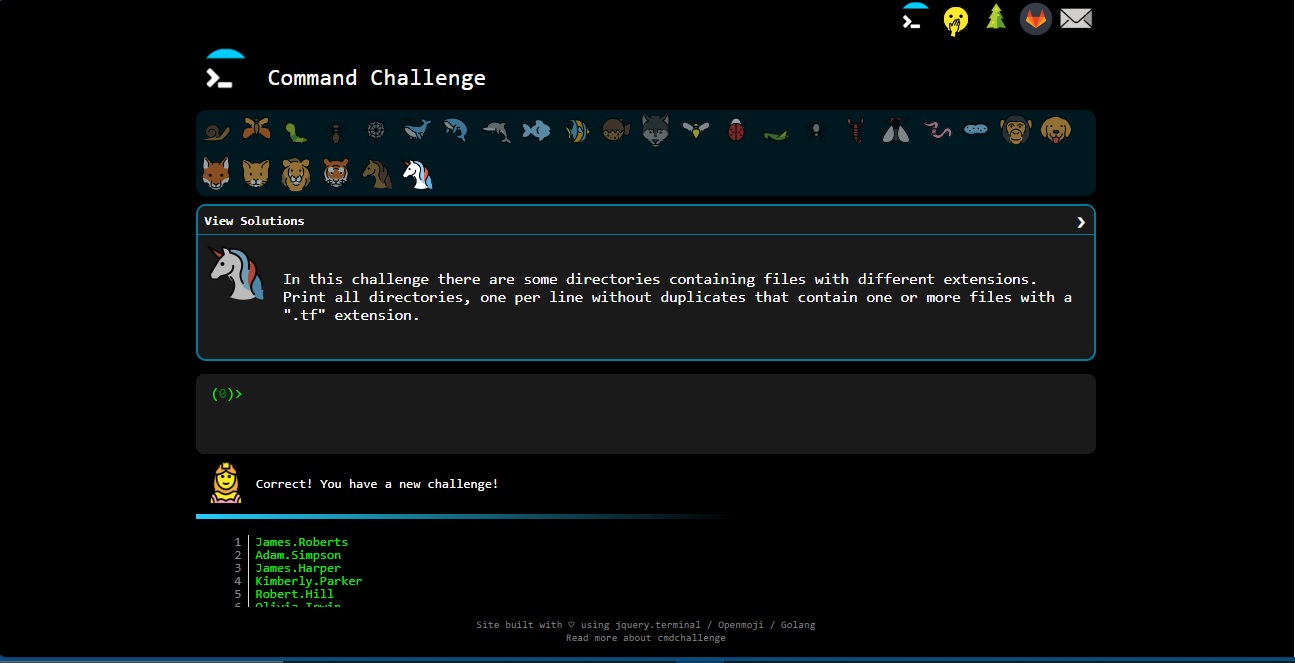 Command Challenge
View Solutions
In this challenge there are some directories containing files with different extensions.
Print all directories, one per line without duplicates that contain one or more files with a
".tf" extension.
(0)>
Correct! You have a new challenge!
1 James.Roberts
2 Adam.Simpson
3 James.Harper
4 Kimberly.Parker
5 Robert.Hill
6 Olivia.Irwin
Site built with ♡ using jquery.terminal / Openmoji / Golang
Read more about cmdchallenge